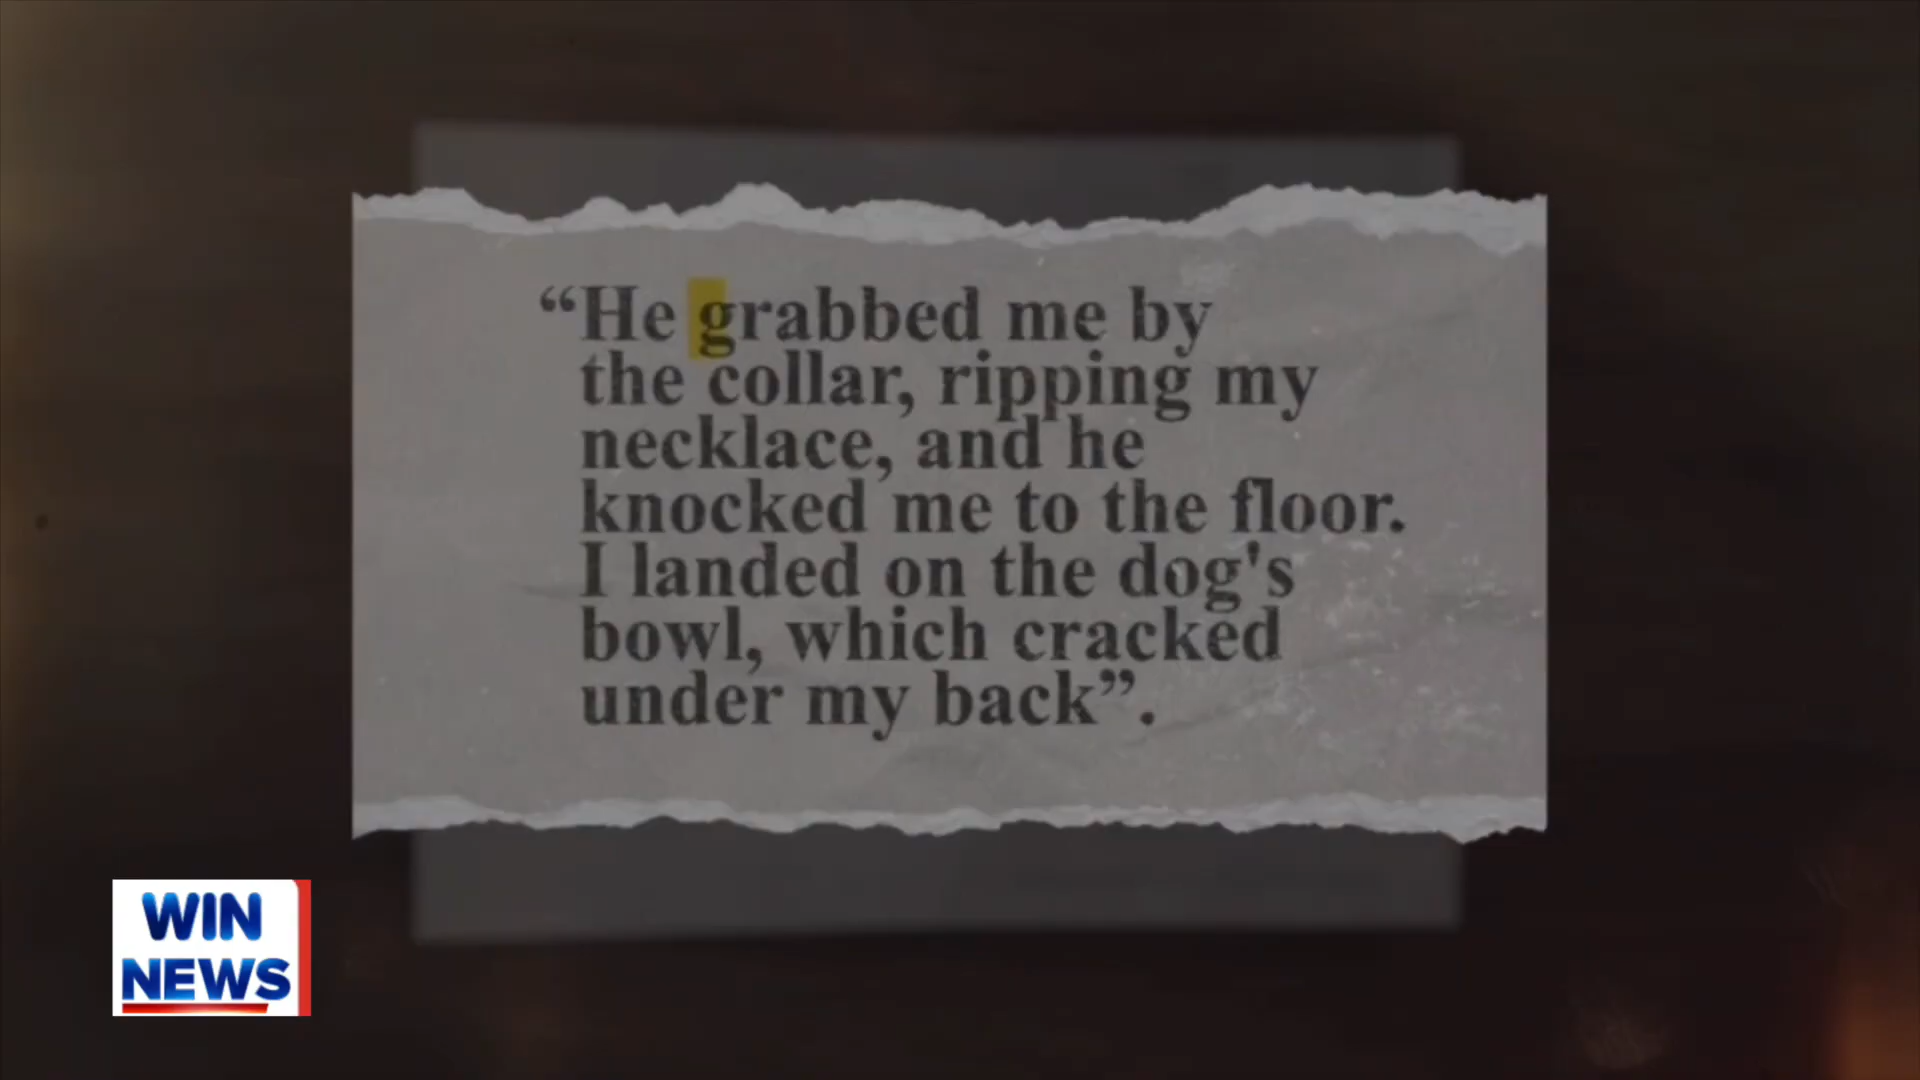 “He grabbed me by
the collar, ripping my
necklace, and he
knocked me to the floor.
I landed on the dog's
bowl, which cracked
under my back”.
WIN
NEWS